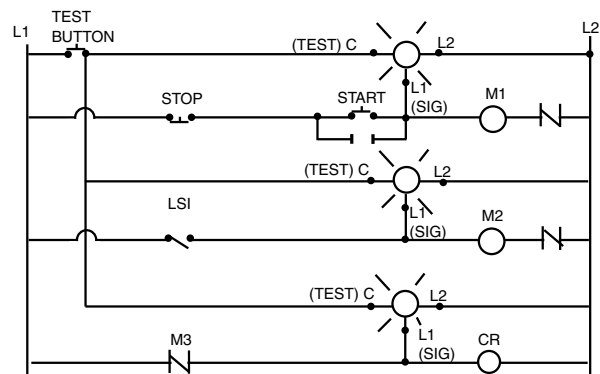 TEST
BUTTON
L1
L2
(TEST) C
L2
L1
(SIG)
STOP
START
M1
(TEST) C
L2
LSI
L1
(SIG)
M2
(TEST) C
L2
M3
L1
(SIG)
CR